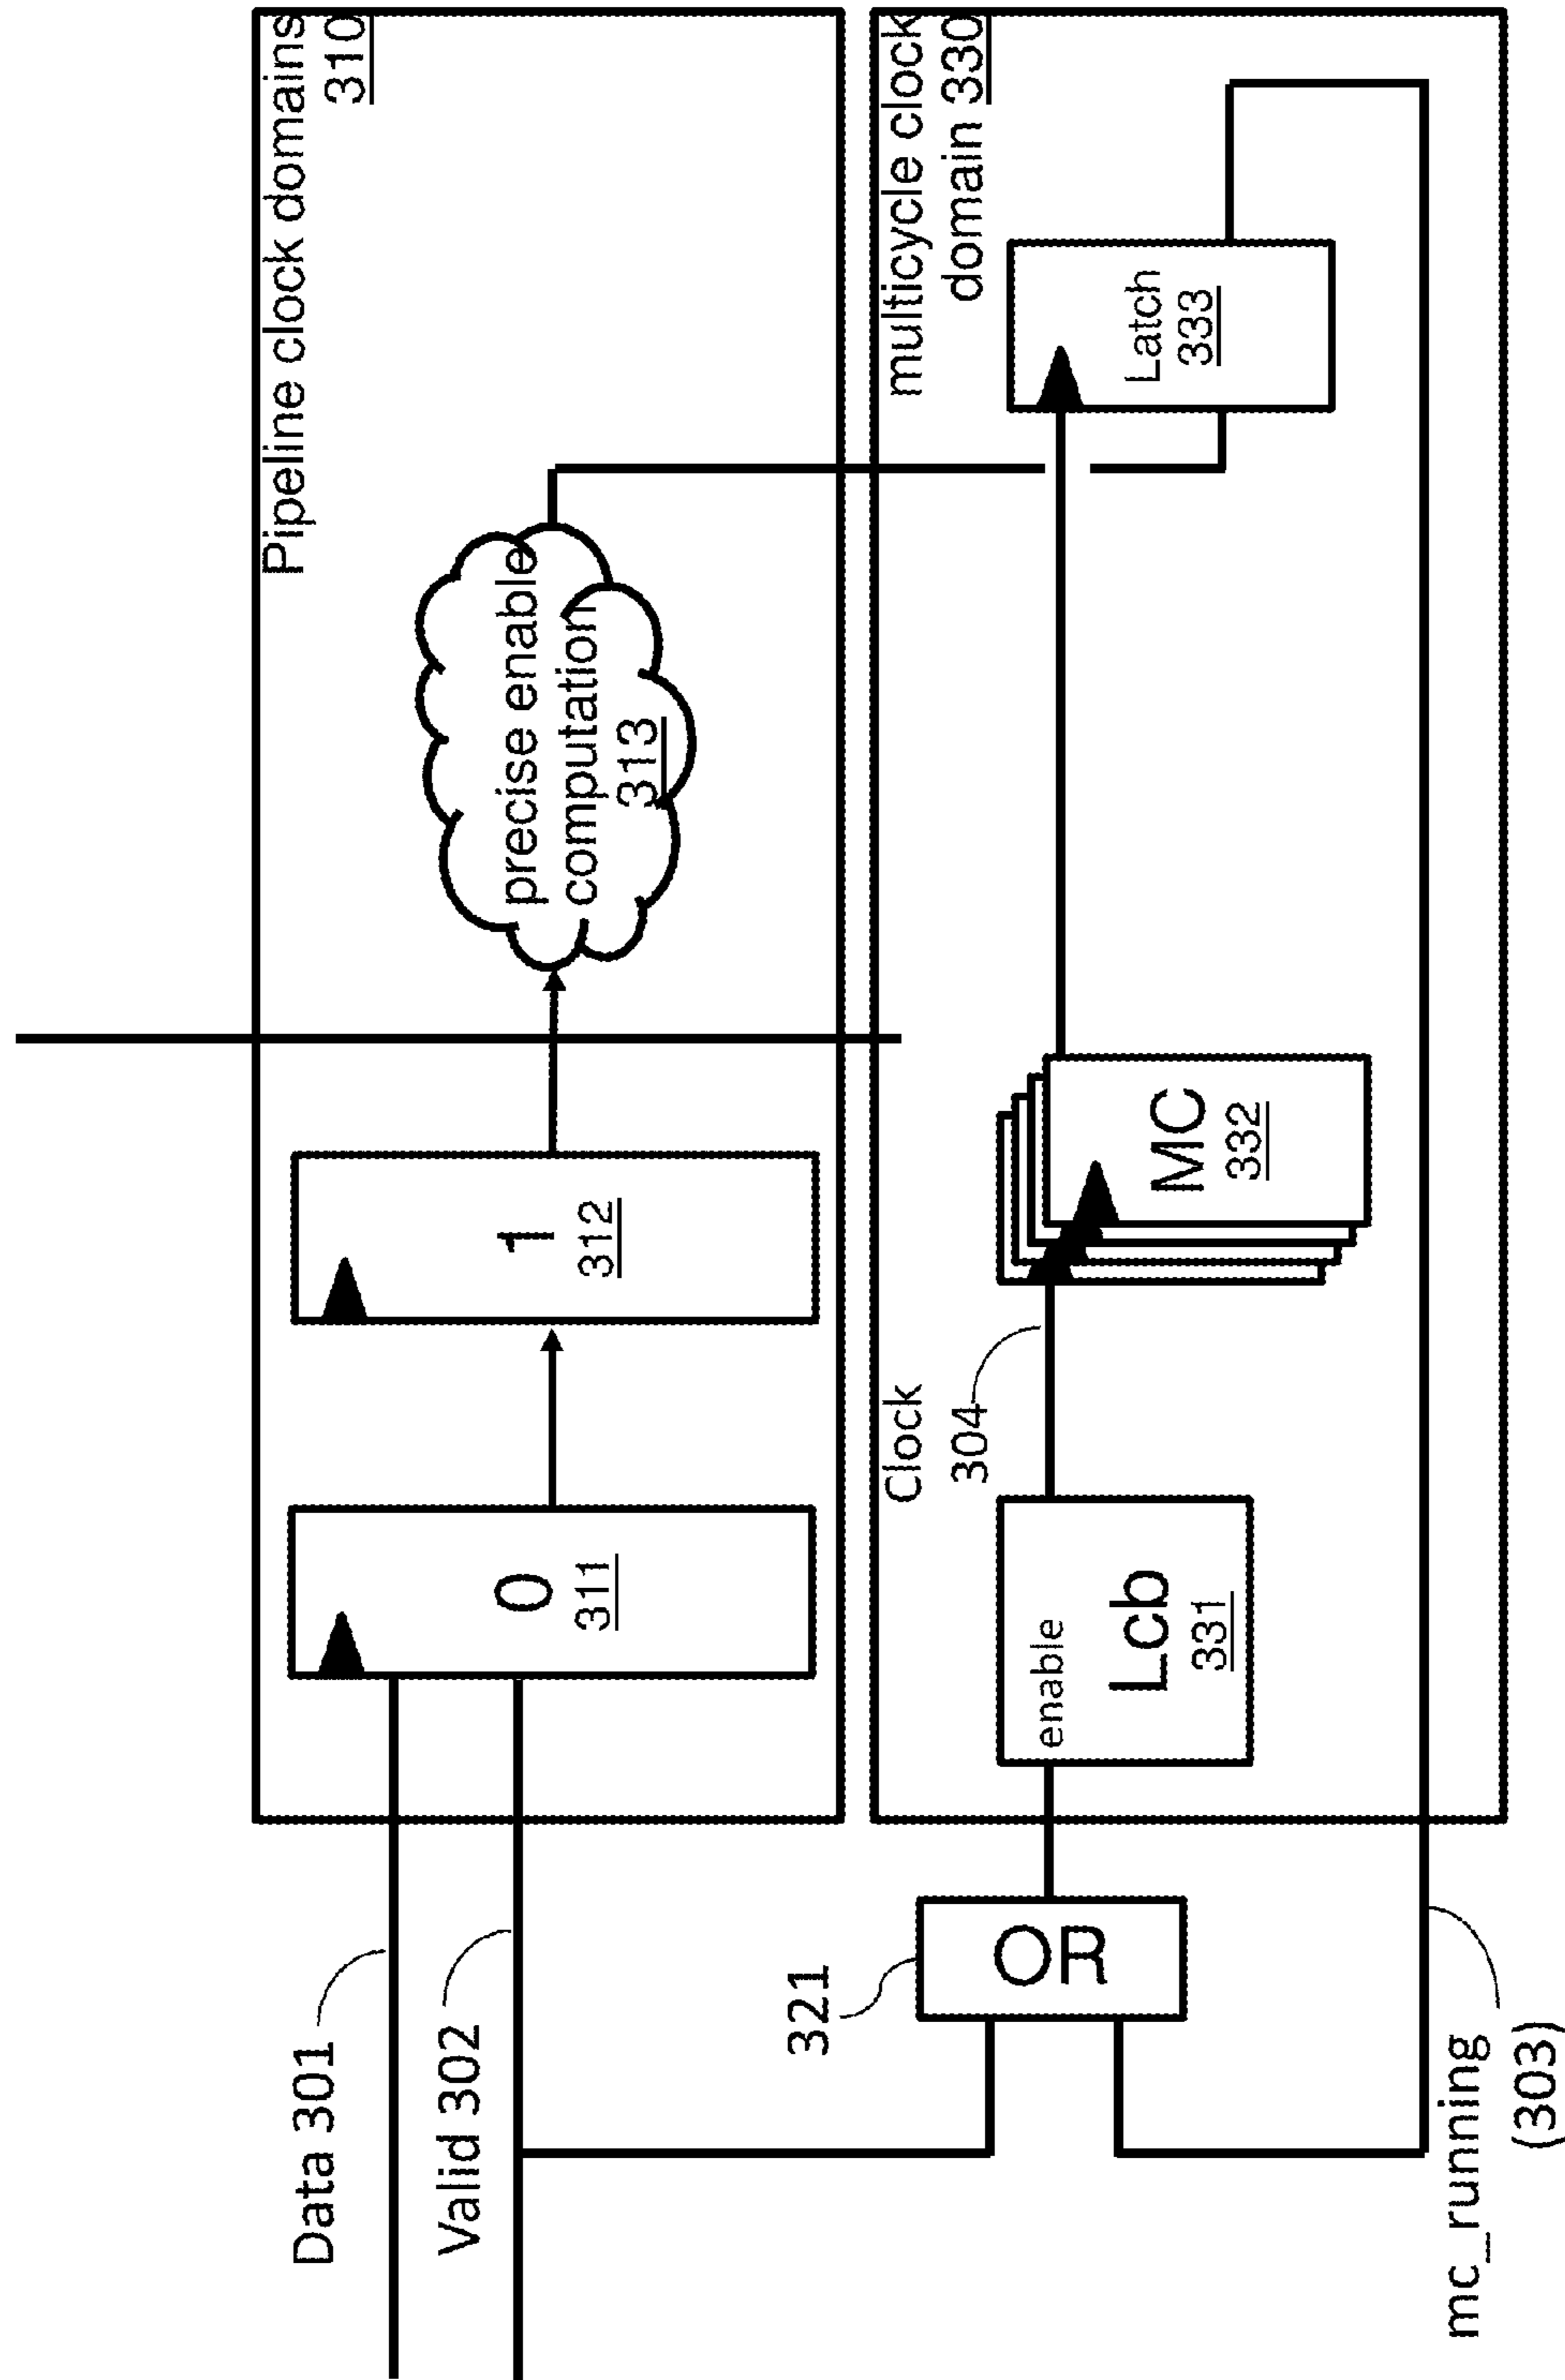 Pipeline clock domains
310
Data 301
Valid 302
0
311
1
312
precise enable
computation
313
321
OR
multicycle clock
domain 330
Clock
304
enable
Lcb
331
MC
332
Latch
333
mc_running
(303)